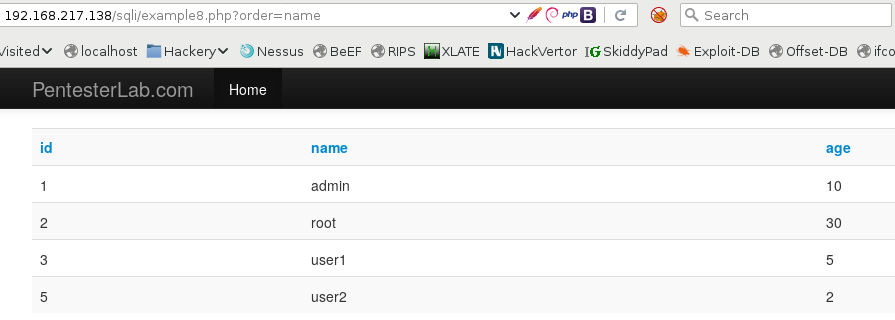 192.168.217.138/sqli/example8.php?order=name php B Search
Visited localhost Hackery Nessus BeEF RIPS XLATE HackVertor IG SkiddyPad Exploit-DB Offset-DB ifco
PentesterLab.com Home
id name age
1 admin 10
2 root 30
3 user1 5
5 user2 2